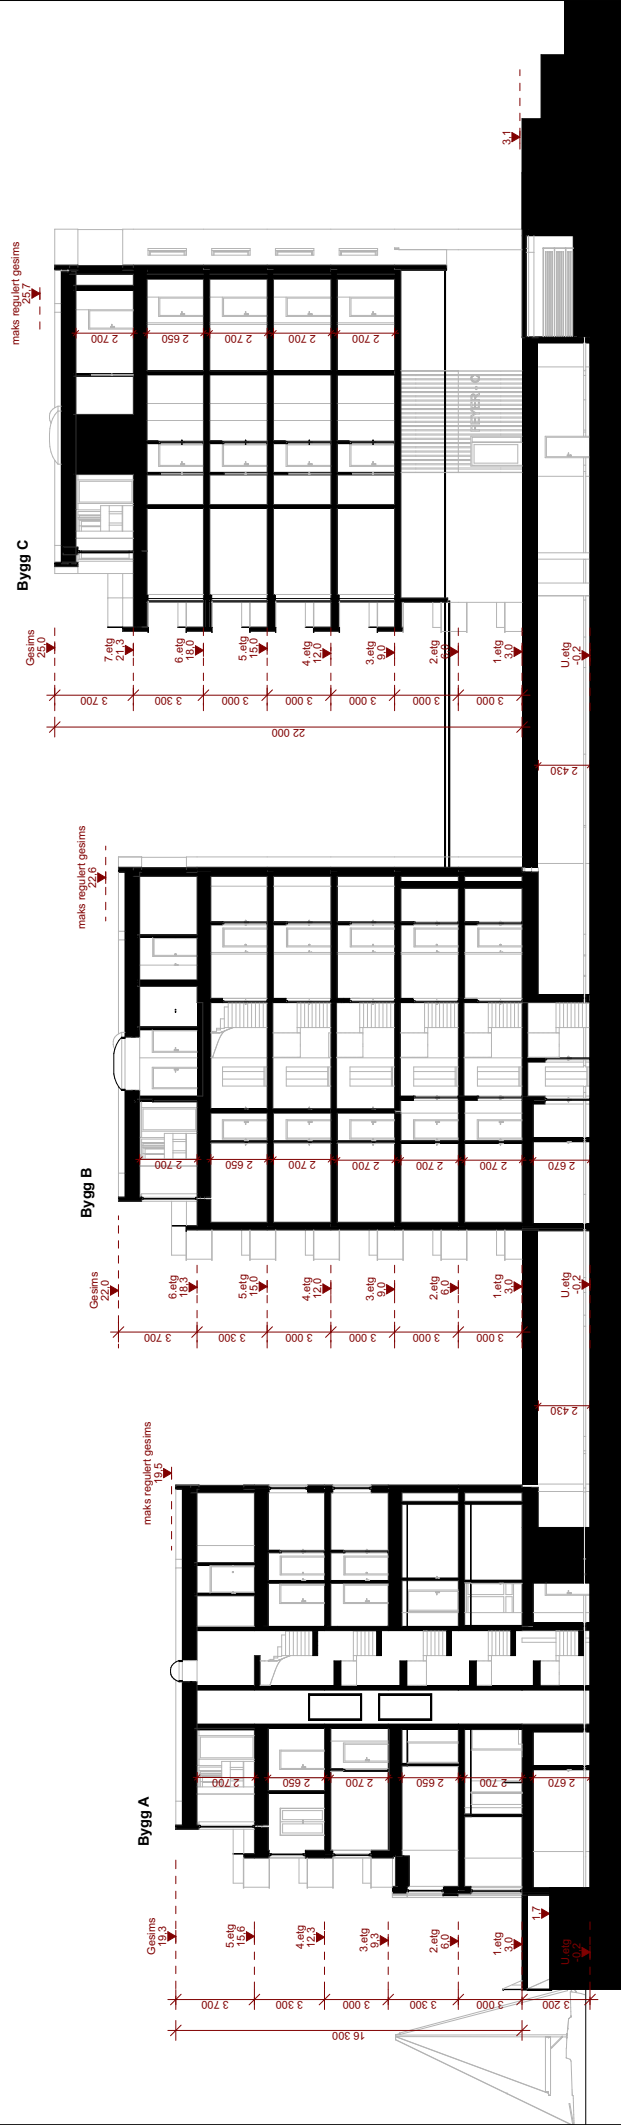 3,1
maks regulert gesims
25,7
2 700
2 650
2 700
2 700
2 700
Bygg C
Gesims
25,0
7.etg
21,3
6.etg
18,0
5.etg
15,0
4.etg
12,0
3.etg
9,0
2.etg
6,0
1.etg
3,0
U.etg
-0,2
3 700
3 300
3 000
3 000
3 000
3 000
3 000
22 000
2 430
maks regulert gesims
22,6
2 700
2 650
2 700
2 700
2 700
2 700
2 670
Bygg B
Gesims
22,0
6.etg
18,3
5.etg
15,0
4.etg
12,0
3.etg
9,0
2.etg
6,0
1.etg
3,0
U.etg
-0,2
3 700
3 300
3 000
3 000
3 000
3 000
2 430
maks regulert gesims
19,5
2 700
2 650
2 700
2 650
2 700
2 670
Bygg A
Gesims
19,3
5.etg
15,6
4.etg
12,3
3.etg
9,3
2.etg
6,0
1.etg
3,0
1,7
U.etg
-0,2
3 700
3 300
3 000
3 300
3 000
3 200
16 300